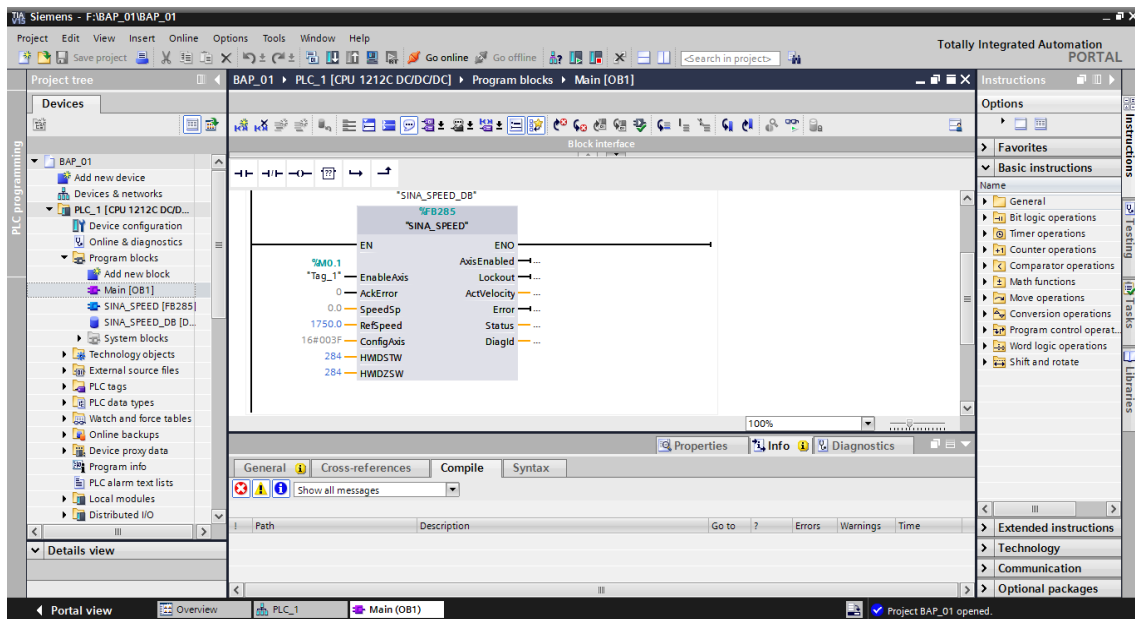 Siemens - F:\BAP_01\BAP_01
Project Edit View Insert Online Options Tools Window Help
Totally Integrated Automation
PORTAL
Save project
Go online
Go offline
<Search in project>
Project tree
BAP_01 PLC_1 [CPU 1212C DC/DC/DC] Program blocks Main [OB1]
Instructions
Devices
Options
PLC programming
BAP_01
Add new device
Devices & networks
PLC_1 [CPU 1212C DC/D...
Device configuration
Online & diagnostics
Program blocks
Add new block
Main [OB1]
SINA_SPEED [FB285]
SINA_SPEED_DB [D...
System blocks
Technology objects
External source files
PLC tags
PLC data types
Watch and force tables
Online backups
Device proxy data
Program info
PLC alarm text lists
Local modules
Distributed I/O
Details view
Block interface
"SINA_SPEED_DB"
%FB285
"SINA_SPEED"
EN ENO
%M0.1
"Tag_1" EnableAxis
0 AckError
0.0 SpeedSp
1750.0 RefSpeed
16#003F ConfigAxis
284 HWIDSTW
284 HWIDZSW
AxisEnabled ...
Lockout ...
ActVelocity ...
Error ...
Status ...
DiagId ...
100%
Properties Info Diagnostics
General Cross-references Compile Syntax
Show all messages
! Path Description Go to ? Errors Warnings Time
Favorites
Basic instructions
Name
General
Bit logic operations
Timer operations
Counter operations
Comparator operations
Math functions
Move operations
Conversion operations
Program control operat...
Word logic operations
Shift and rotate
Extended instructions
Technology
Communication
Optional packages
Instructions
Testing
Tasks
Libraries
Portal view Overview PLC_1 Main (OB1) Project BAP_01 opened.